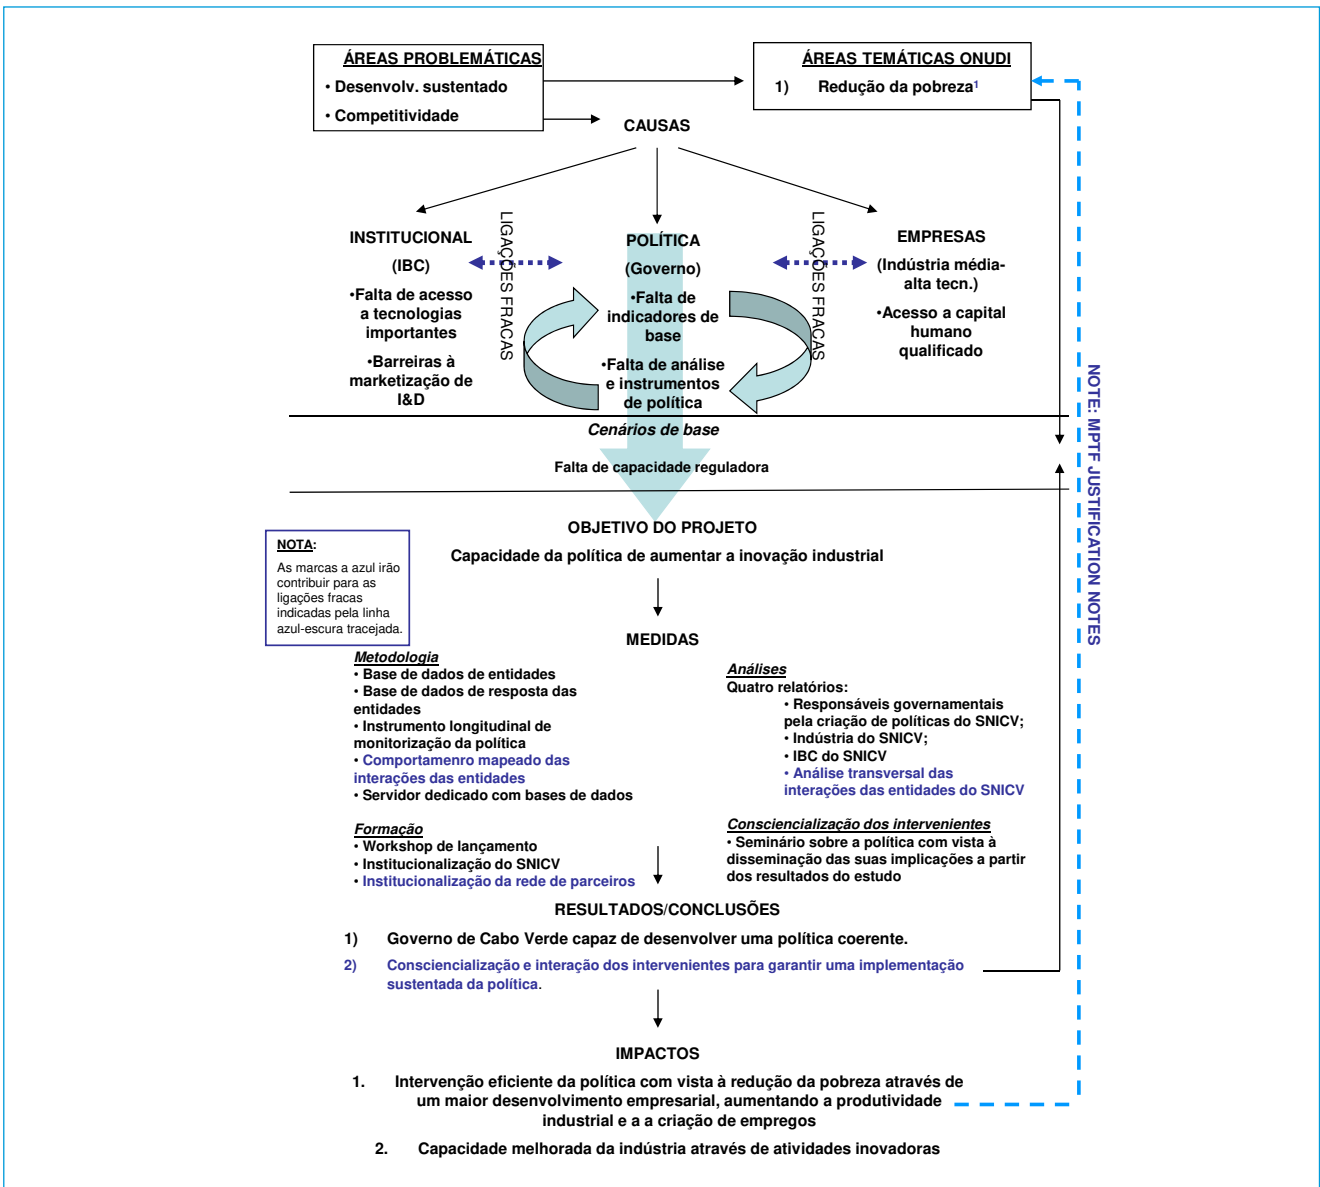 ÁREAS PROBLEMÁTICAS
• Desenvolv. sustentado
• Competitividade
ÁREAS TEMÁTICAS ONUDI
1) Redução da pobreza¹
CAUSAS
INSTITUCIONAL
(IBC)
•Falta de acesso
a tecnologias
importantes
•Barreiras à
marketização de
I&D
LIGAÇÕES FRACAS
POLÍTICA
(Governo)
•Falta de
indicadores de
base
•Falta de análise
e instrumentos
de política
LIGAÇÕES FRACAS
EMPRESAS
(Indústria média-
alta tecn.)
•Acesso a capital
humano
qualificado
Cenários de base
Falta de capacidade reguladora
NOTE: MPTF JUSTIFICATION NOTES
OBJETIVO DO PROJETO
Capacidade da política de aumentar a inovação industrial
NOTA:
As marcas a azul irão
contribuir para as
ligações fracas
indicadas pela linha
azul-escura tracejada.
MEDIDAS
Metodologia
• Base de dados de entidades
• Base de dados de resposta das
entidades
• Instrumento longitudinal de
monitorização da política
• Comportamenro mapeado das
interações das entidades
• Servidor dedicado com bases de dados
Formação
• Workshop de lançamento
• Institucionalização do SNICV
• Institucionalização da rede de parceiros
Análises
Quatro relatórios:
• Responsáveis governamentais
pela criação de políticas do SNICV;
• Indústria do SNICV;
• IBC do SNICV
• Análise transversal das
interações das entidades do SNICV
Consciencialização dos intervenientes
• Seminário sobre a política com vista à
disseminação das suas implicações a partir
dos resultados do estudo
RESULTADOS/CONCLUSÕES
1) Governo de Cabo Verde capaz de desenvolver uma política coerente.
2) Consciencialização e interação dos intervenientes para garantir uma implementação
sustentada da política.
IMPACTOS
1. Intervenção eficiente da política com vista à redução da pobreza através de
um maior desenvolvimento empresarial, aumentando a produtividade
industrial e a a criação de empregos
2. Capacidade melhorada da indústria através de atividades inovadoras